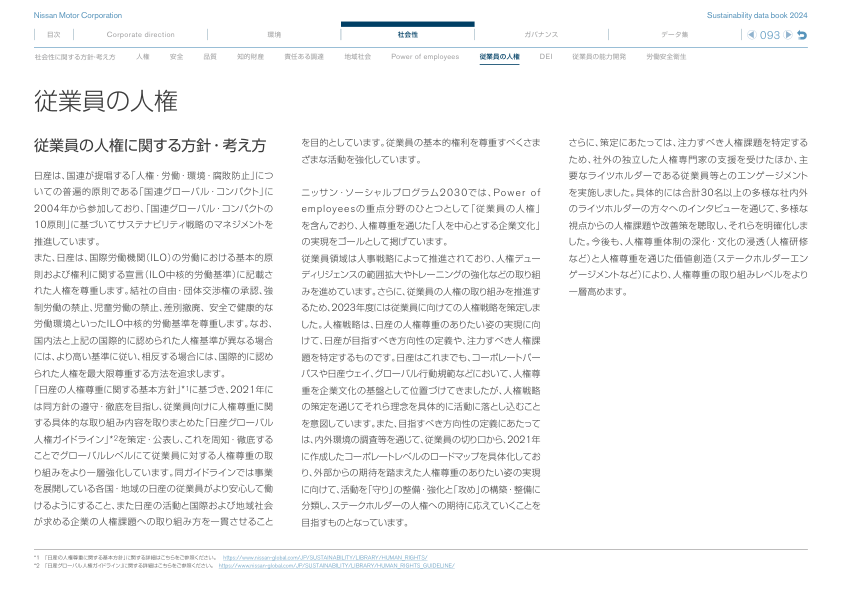 Nissan Motor Corporation
Sustainability data book 2024
目次
Corporate direction
環境
社会性
ガバナンス
データ集
093
社会性に関する方針・考え方
人権
安全
品質
知的財産
責任ある調達
地域社会
Power of employees
従業員の人権
DEI
従業員の能力開発
労働安全衛生
従業員の人権
従業員の人権に関する方針・考え方
日産は、国連が提唱する「人権・労働・環境・腐敗防止」につ
いての普遍的原則である「国連グローバル・コンパクト」に
2004年から参加しており、「国連グローバル・コンパクトの
10原則」に基づいてサステナビリティ戦略のマネジメントを
推進しています。
また、日産は、国際労働機関（ILO）の労働における基本的原
則および権利に関する宣言（ILO中核的労働基準）に記載さ
れた人権を尊重します。結社の自由・団体交渉権の承認、強
制労働の禁止、児童労働の禁止、差別撤廃、安全で健康的な
労働環境といったILO中核的労働基準を尊重します。なお、
国内法と上記の国際的に認められた人権基準が異なる場合
には、より高い基準に従い、相反する場合には、国際的に認め
られた人権を最大限尊重する方法を追求します。
「日産の人権尊重に関する基本方針」*1に基づき、2021年に
は同方針の遵守・徹底を目指し、従業員向けに人権尊重に関
する具体的な取り組み内容を取りまとめた「日産グローバル
人権ガイドライン」*2を策定・公表し、これを周知・徹底する
ことでグローバルレベルにて従業員に対する人権尊重の取
り組みをより一層強化しています。同ガイドラインでは事業
を展開している各国・地域の日産の従業員がより安心して働
けるようにすること、また日産の活動と国際および地域社会
が求める企業の人権課題への取り組み方を一貫させること
を目的としています。従業員の基本的権利を尊重すべくさま
ざまな活動を強化しています。
ニッサン・ソーシャルプログラム2030では、Power of
employeesの重点分野のひとつとして「従業員の人権」
を含んでおり、人権尊重を通じた「人を中心とする企業文化」
の実現をゴールとして掲げています。
従業員領域は人事戦略によって推進されており、人権デュー
ディリジェンスの範囲拡大やトレーニングの強化などの取り組
みを進めています。さらに、従業員の人権の取り組みを推進す
るため、2023年度には従業員に向けての人権戦略を策定しま
した。人権戦略は、日産の人権尊重のありたい姿の実現に向
けて、日産が目指すべき方向性の定義や、注力すべき人権課
題を特定するものです。日産はこれまでも、コーポレートパー
パスや日産ウェイ、グローバル行動規範などにおいて、人権尊
重を企業文化の基盤として位置づけてきましたが、人権戦略
の策定を通じてそれら理念を具体的に活動に落とし込むこと
を意図しています。また、目指すべき方向性の定義にあたって
は、内外環境の調査等を通じて、従業員の切り口から、2021年
に作成したコーポレートレベルのロードマップを具体化してお
り、外部からの期待を踏まえた人権尊重のありたい姿の実現
に向けて、活動を「守り」の整備・強化と「攻め」の構築・整備に
分類し、ステークホルダーの人権への期待に応えていくことを
目指すものとなっています。
さらに、策定にあたっては、注力すべき人権課題を特定する
ため、社外の独立した人権専門家の支援を受けたほか、主
要なライツホルダーである従業員等とのエンゲージメント
を実施しました。具体的には合計30名以上の多様な社内外
のライツホルダーの方々へのインタビューを通じて、多様な
視点からの人権課題や改善策を聴取し、それらを明確化しま
した。今後も、人権尊重体制の深化・文化の浸透（人権研修
など）と人権尊重を通じた価値創造（ステークホルダーエン
ゲージメントなど）により、人権尊重の取り組みレベルをより
一層高めます。
*1 「日産の人権尊重に関する基本方針」に関する詳細はこちらをご参照ください。 https://www.nissan-global.com/JP/SUSTAINABILITY/LIBRARY/HUMAN_RIGHTS/
*2 「日産グローバル人権ガイドライン」に関する詳細はこちらをご参照ください。 https://www.nissan-global.com/JP/SUSTAINABILITY/LIBRARY/HUMAN_RIGHTS_GUIDELINE/